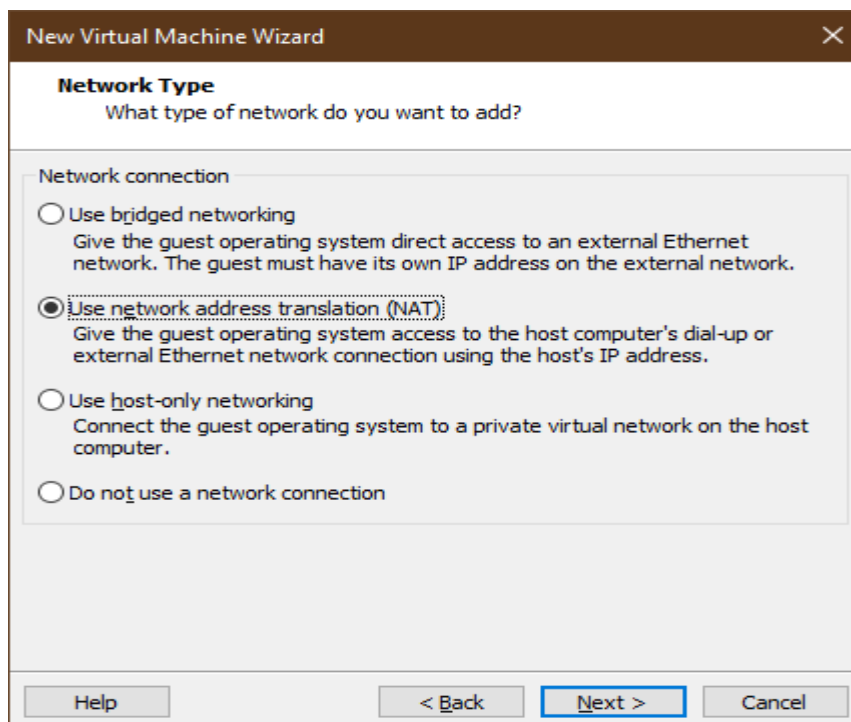 New Virtual Machine Wizard
Network Type
What type of network do you want to add?
Network connection
Use bridged networking
Give the guest operating system direct access to an external Ethernet
network. The guest must have its own IP address on the external network.
Use network address translation (NAT)
Give the guest operating system access to the host computer's dial-up or
external Ethernet network connection using the host's IP address.
Use host-only networking
Connect the guest operating system to a private virtual network on the host
computer.
Do not use a network connection
Help < Back Next > Cancel